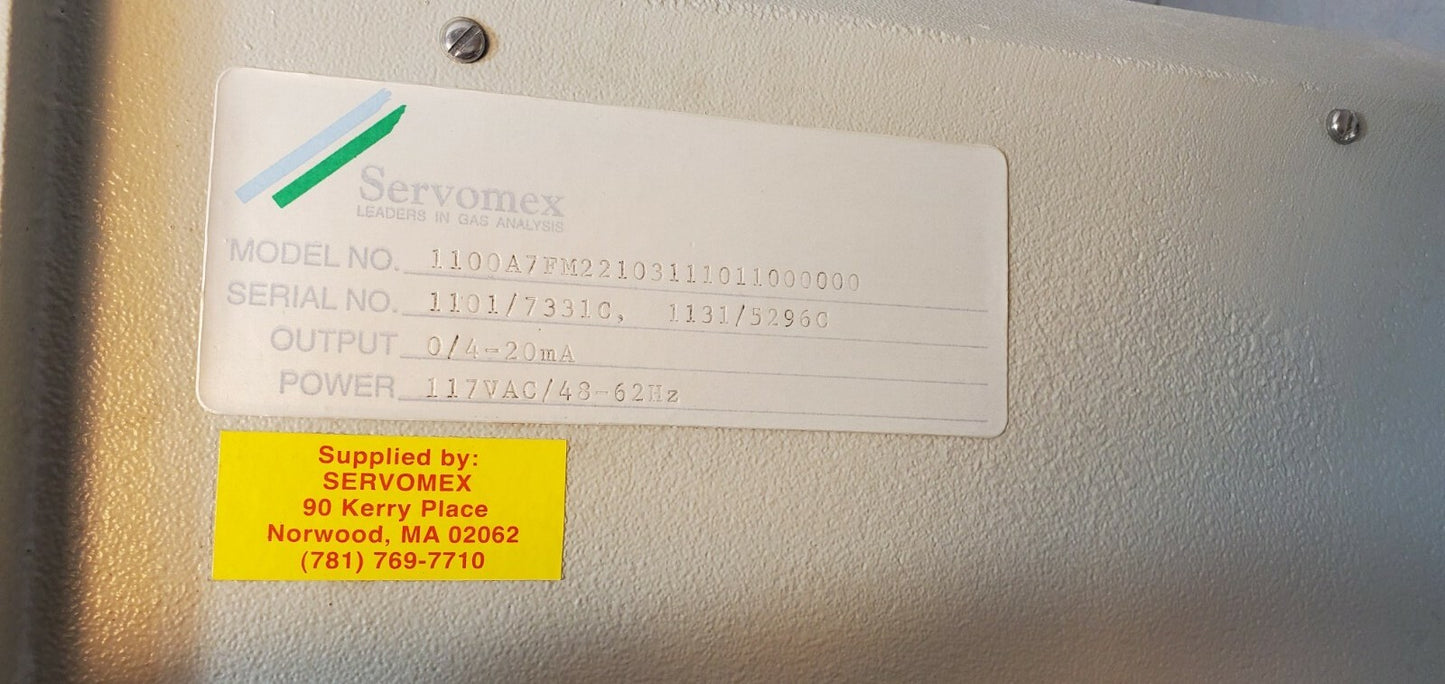 Servomex
LEADERS IN GAS ANALYSIS
MODEL NO. 1100A7FM22103111011000000
SERIAL NO. 1101/7331C, 1131/5296C
OUTPUT 0/4-20mA
POWER 117VAC/48-62Hz
Supplied by:
SERVOMEX
90 Kerry Place
Norwood, MA 02062
(781) 769-7710